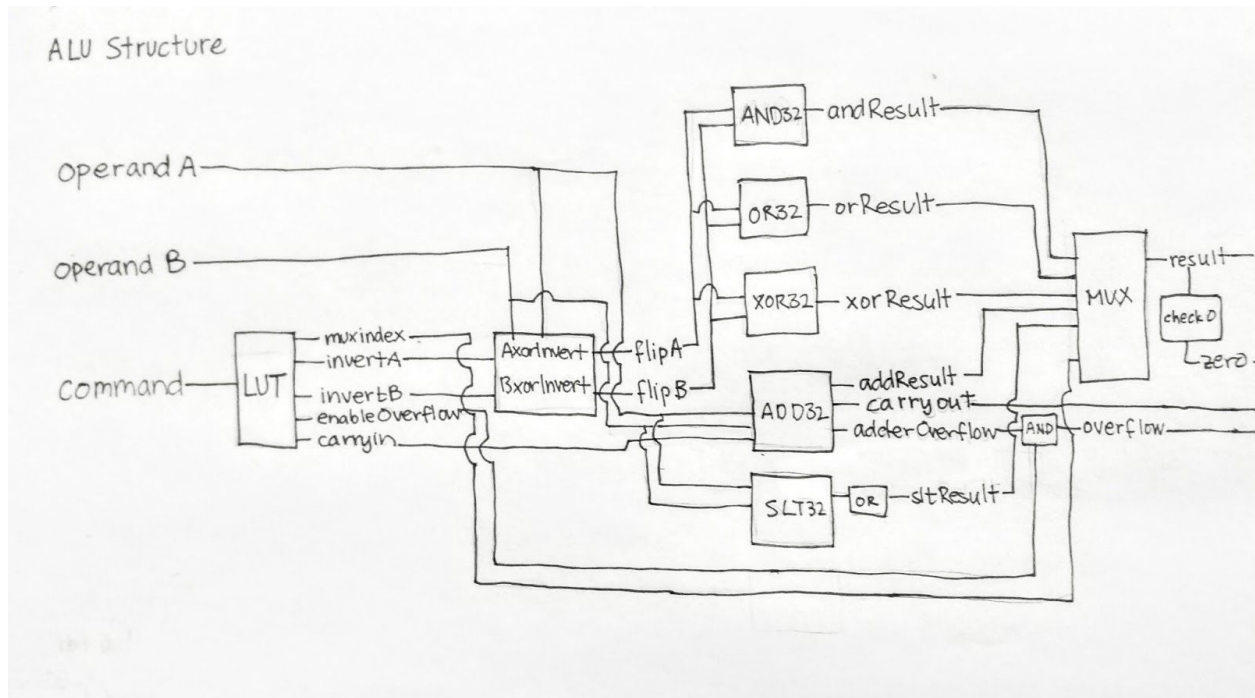 ALU Structure
operand A
operand B
command
LUT
muxindex
invertA
invertB
enableOverflow
carryin
AxorInvert
BxorInvert
flipA
flipB
AND32
andResult
OR32
orResult
XOR32
xorResult
ADD32
addResult
carryout
adderOverflow
AND
overflow
SLT32
OR
sltResult
MUX
result
check0
zero